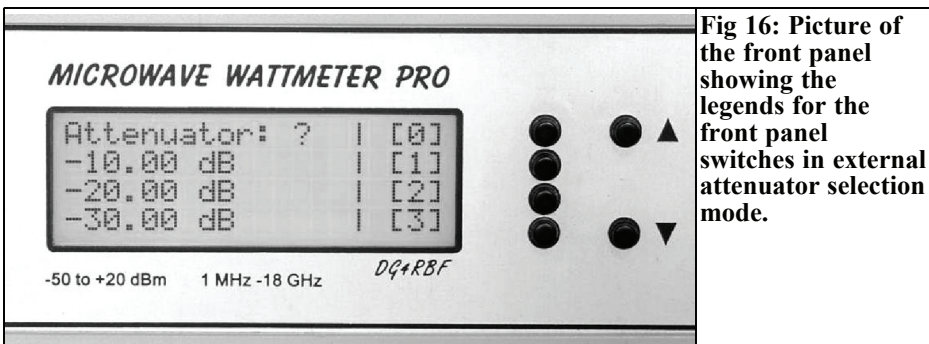 MICROWAVE WATTMETER PRO
Attenuator: ? | [0]
-10.00 dB | [1]
-20.00 dB | [2]
-30.00 dB | [3]
-50 to +20 dBm 1 MHz -18 GHz DG4RBF
▲
▼
Fig 16: Picture of
the front panel
showing the
legends for the
front panel
switches in external
attenuator selection
mode.